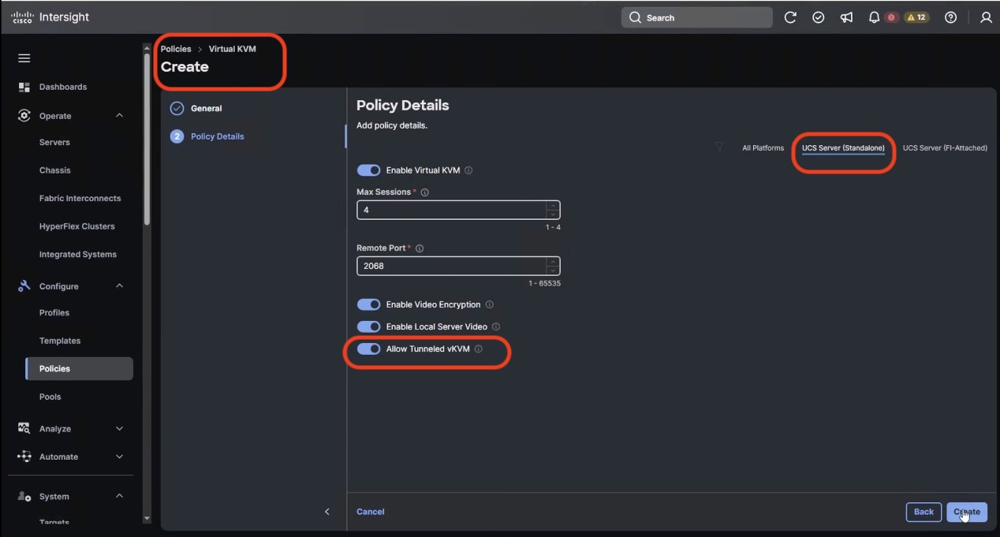 cisco Intersight
Search
12
Dashboards
Operate
Servers
Chassis
Fabric Interconnects
HyperFlex Clusters
Integrated Systems
Configure
Profiles
Templates
Policies
Pools
Analyze
Automate
System
Targets
Policies > Virtual KVM
Create
General
2 Policy Details
Policy Details
Add policy details.
All Platforms UCS Server (Standalone) UCS Server (FI-Attached)
Enable Virtual KVM
Max Sessions *
4
1 - 4
Remote Port *
2068
1 - 65535
Enable Video Encryption
Enable Local Server Video
Allow Tunneled vKVM
Cancel
Back
Create